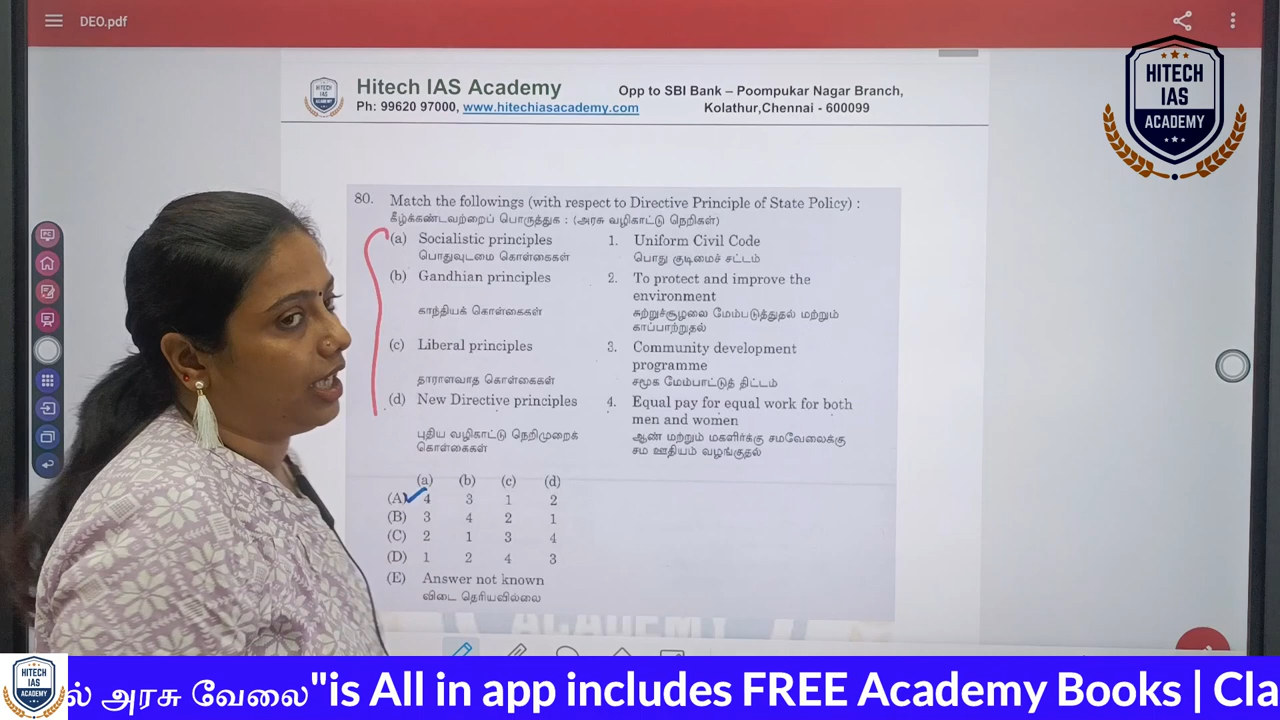 DEO.pdf
HITECH
IAS
ACADEMY
Hitech IAS Academy
Ph: 99620 97000, www.hitechiasacademy.com
Opp to SBI Bank – Poompukar Nagar Branch,
Kolathur,Chennai - 600099
80. Match the followings (with respect to Directive Principle of State Policy) :
கீழ்க்கண்டவற்றைப் பொருத்துக : (அரசு வழிகாட்டு நெறிகள்)
(a) Socialistic principles 1. Uniform Civil Code
பொதுவுடமை கொள்கைகள் பொது குடிமைச் சட்டம்
(b) Gandhian principles 2. To protect and improve the
environment
காந்தியக் கொள்கைகள் சுற்றுச்சூழலை மேம்படுத்துதல் மற்றும்
காப்பாற்றுதல்
(c) Liberal principles 3. Community development
programme
தாராளவாத கொள்கைகள் சமூக மேம்பாட்டுத் திட்டம்
(d) New Directive principles 4. Equal pay for equal work for both
men and women
புதிய வழிகாட்டு நெறிமுறைக் ஆண் மற்றும் மகளிர்க்கு சமவேலைக்கு
கொள்கைகள் சம ஊதியம் வழங்குதல்
(a) (b) (c) (d)
(A) 4 3 1 2
(B) 3 4 2 1
(C) 2 1 3 4
(D) 1 2 4 3
(E) Answer not known
விடை தெரியவில்லை
ACADEMY
HITECH
IAS
ACADEMY
ல் அரசு வேலை"is All in app includes FREE Academy Books | Cla